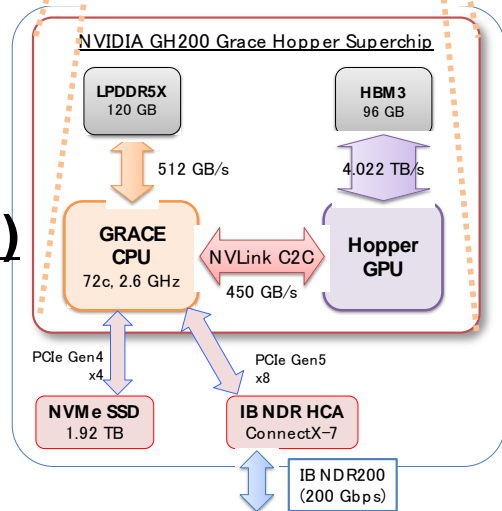 NVIDIA GH200 Grace Hopper Superchip
LPDDR5X
120 GB
HBM3
96 GB
512 GB/s
4.022 TB/s
)
GRACE
CPU
72c, 2.6 GHz
NVLink C2C
450 GB/s
Hopper
GPU
PCIe Gen4
x4
PCIe Gen5
x8
NVMe SSD
1.92 TB
IB NDR HCA
ConnectX-7
IB NDR200
(200 Gbps)